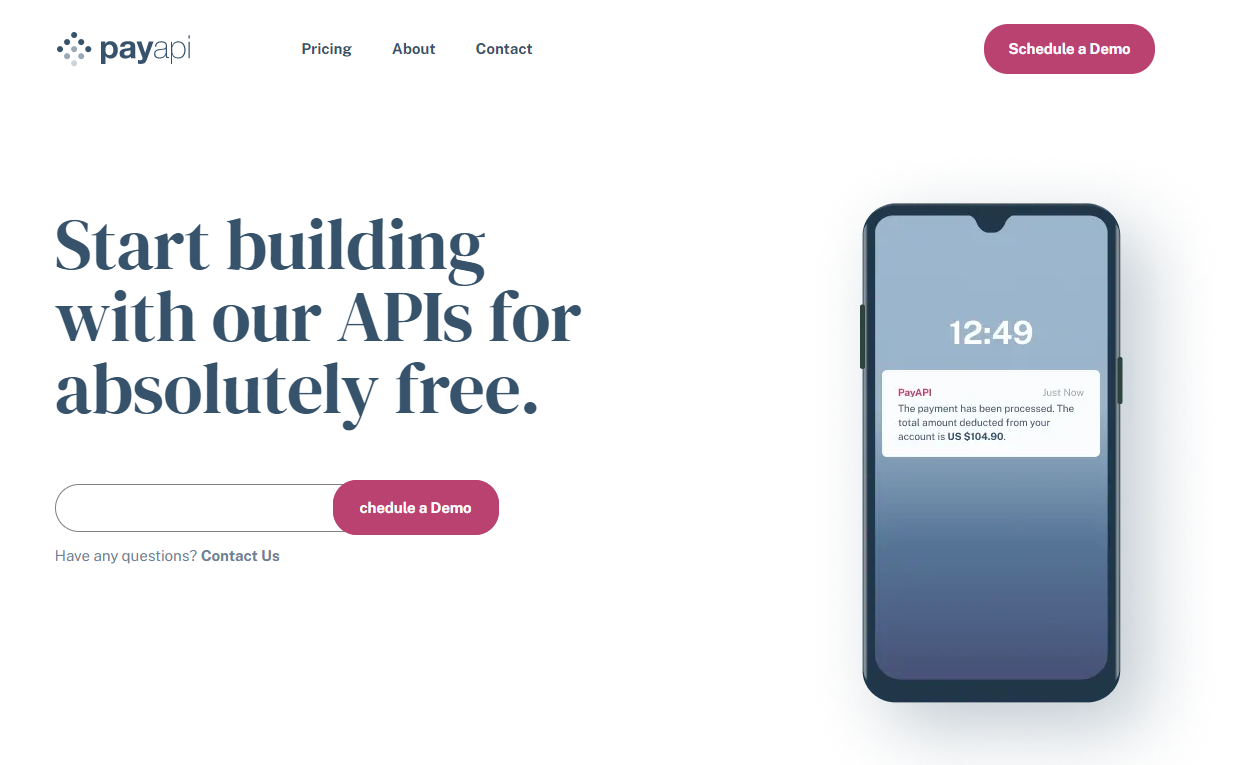 payapi
Pricing
About
Contact
Schedule a Demo
Start building
with our APIs for
absolutely free.
chedule a Demo
Have any questions? Contact Us
12:49
PayAPI
Just Now
The payment has been processed. The
total amount deducted from your
account is US $104.90.